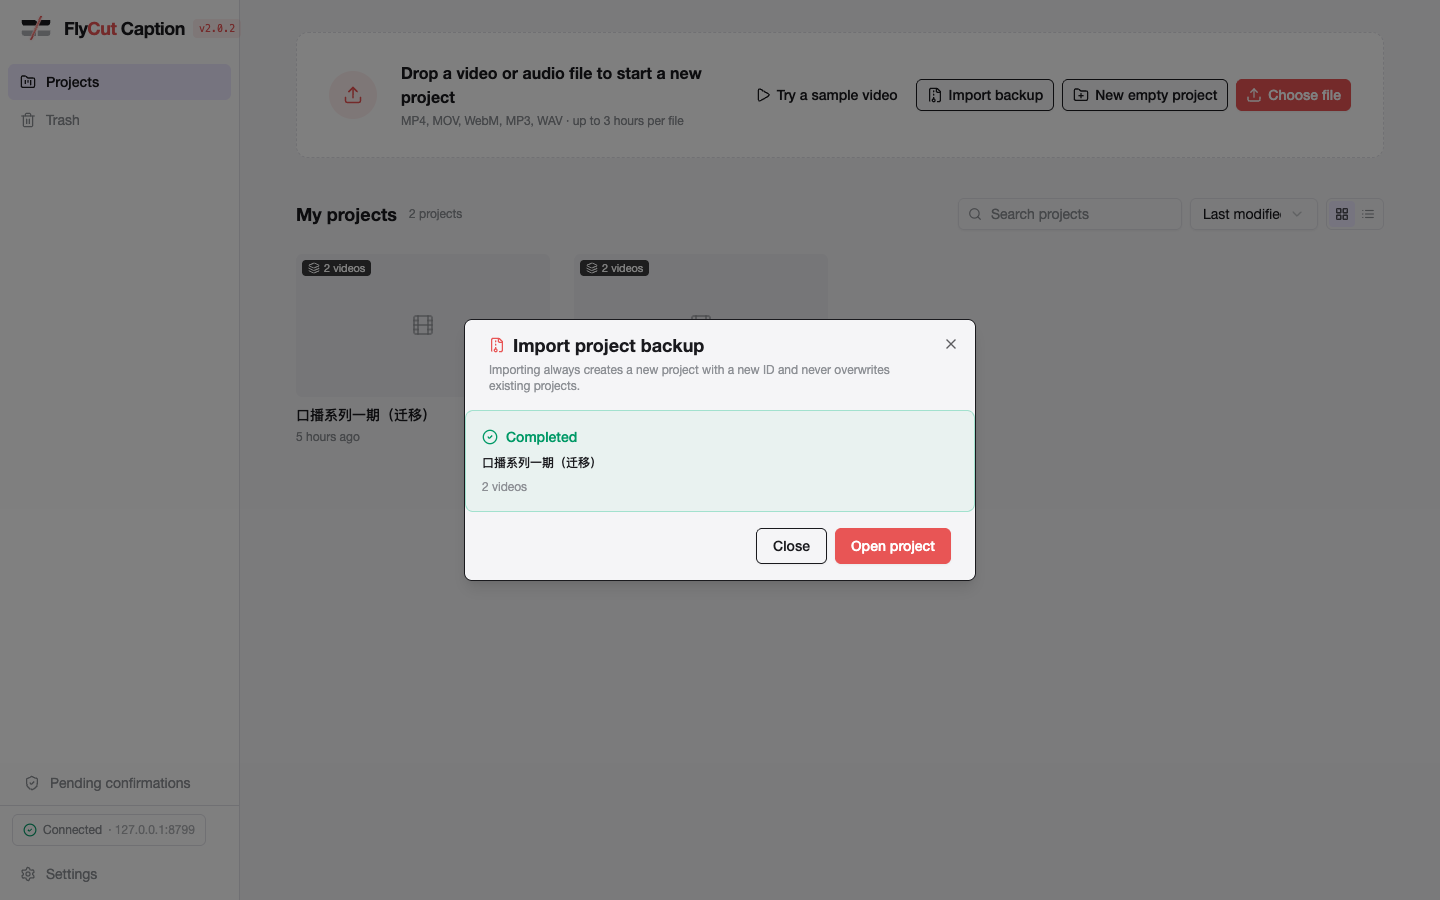 FlyCut Caption v2.0.2
Projects
Trash
Drop a video or audio file to start a new
project
MP4, MOV, WebM, MP3, WAV · up to 3 hours per file
Try a sample video
Import backup
New empty project
Choose file
My projects
2 projects
Search projects
Last modifie
2 videos
2 videos
口播系列一期（迁移）
5 hours ago
Import project backup
Importing always creates a new project with a new ID and never overwrites
existing projects.
Completed
口播系列一期（迁移）
2 videos
Close
Open project
Pending confirmations
Connected · 127.0.0.1:8799
Settings